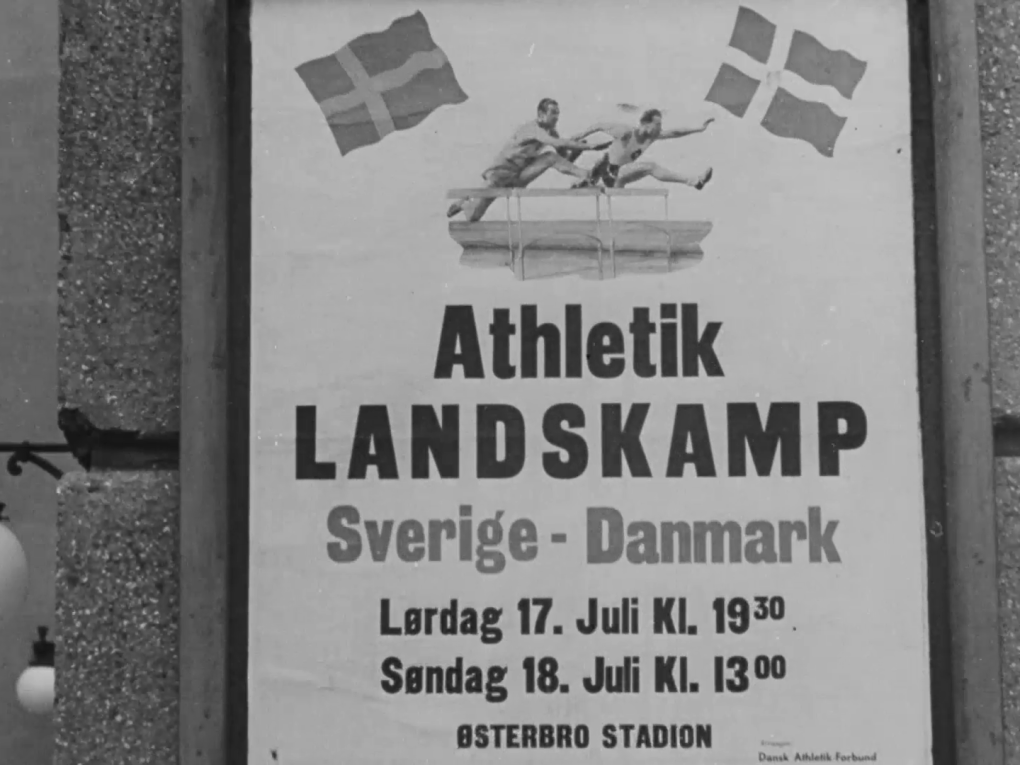 Athletik
LANDSKAMP
Sverige - Danmark
Lørdag 17. Juli Kl. 19³⁰
Søndag 18. Juli Kl. 13⁰⁰
ØSTERBRO STADION
Dansk Athletik-Forbund